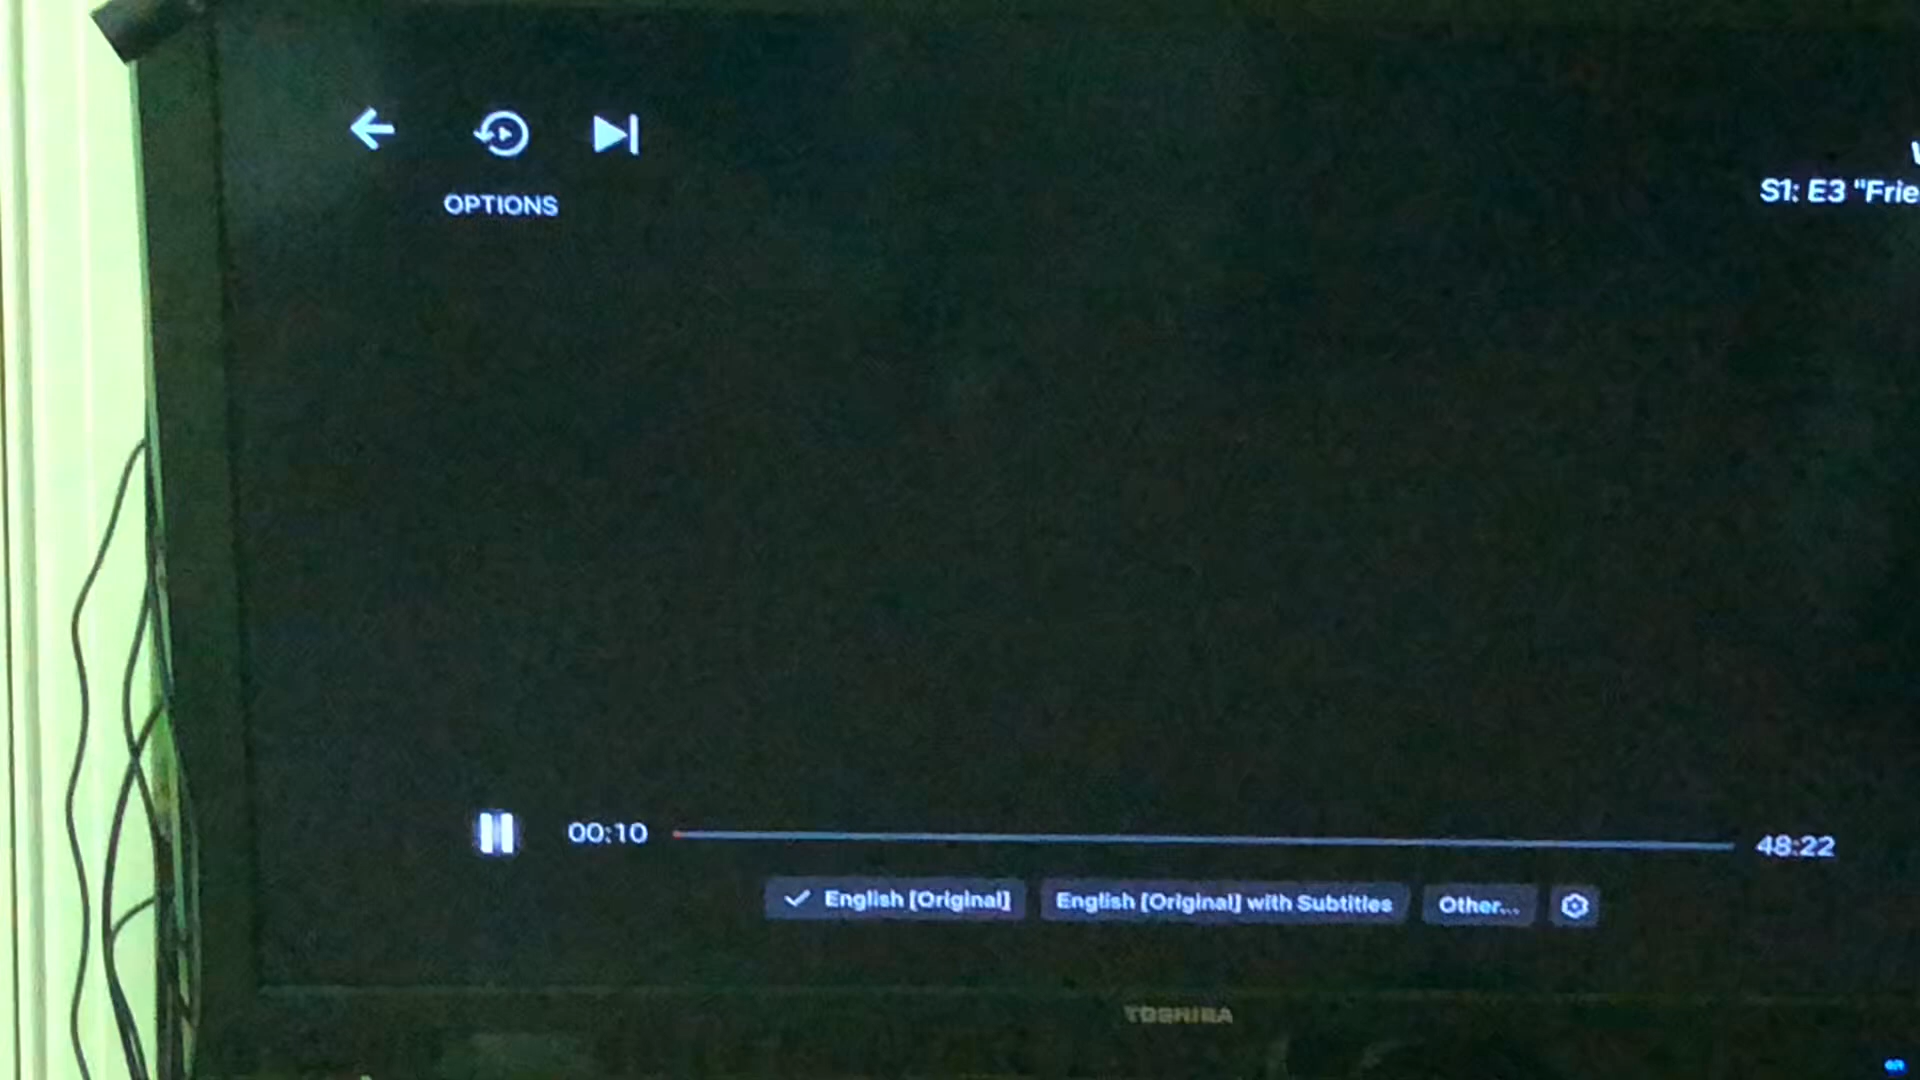 OPTIONS
S1: E3 "Frie
00:10
48:22
English [Original]
English [Original] with Subtitles
Other...
TOSHIBA